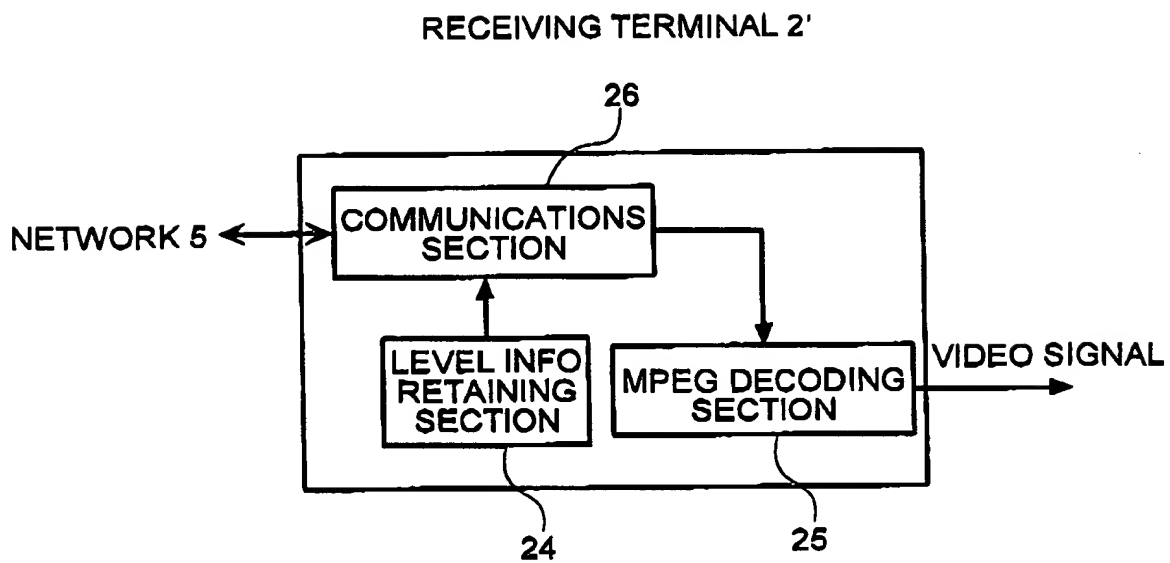 RECEIVING TERMINAL 2'
26
COMMUNICATIONS
SECTION
NETWORK 5
LEVEL INFO
RETAINING
SECTION
MPEG DECODING
SECTION
VIDEO SIGNAL
24
25